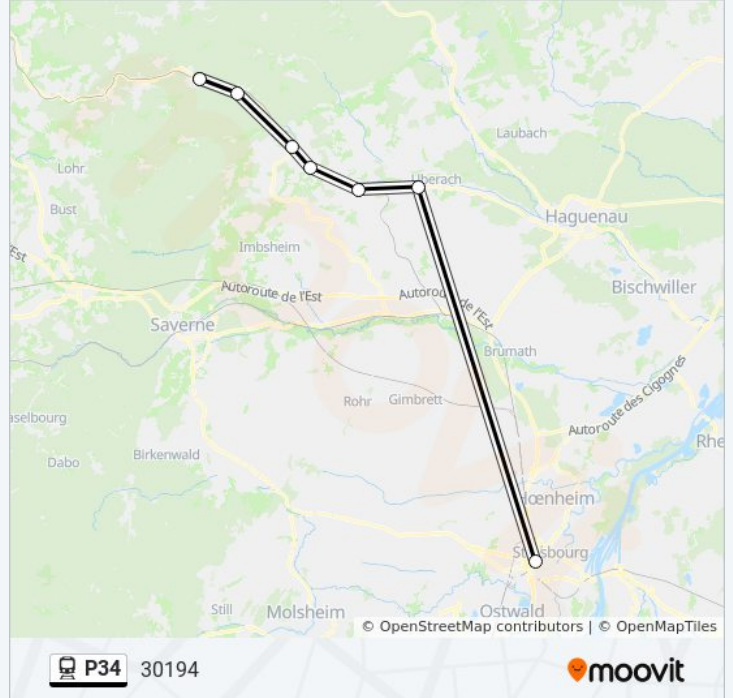 Laubach
Lohr
Uberach
Bust
Haguenau
Imbsheim
Est
Autoroute de l'Est
Autoroute de l'Est
Bischwiller
Saverne
Brumath
Autoroute des Cigognes
Rohr
Gimbrett
aselbourg
Rhe
Birkenwald
Dabo
Hœnheim
Strasbourg
Still
Molsheim
Ostwald
© OpenStreetMap contributors | © OpenMapTiles
P34 30194
moovit